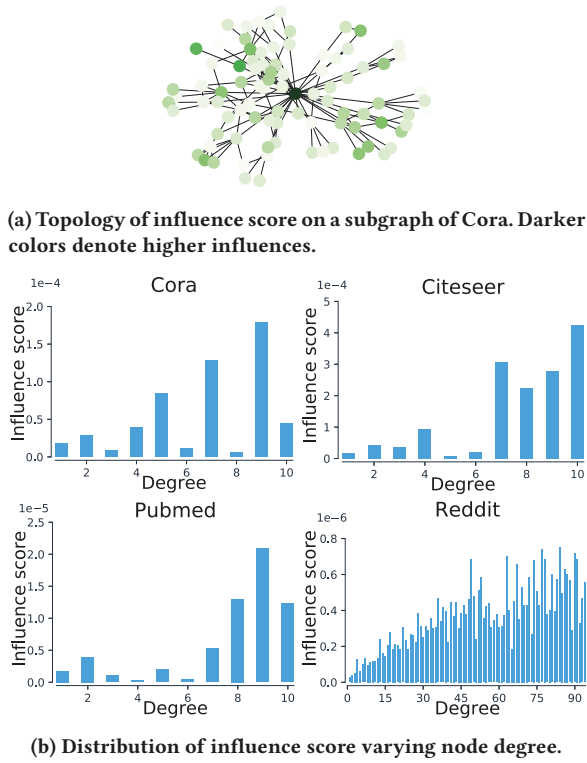 (a) Topology of influence score on a subgraph of Cora. Darker
colors denote higher influences.
1e−4
Cora
Influence score
2.0
1.5
1.0
0.5
0.0
2 4 6 8 10
Degree
1e−4
Citeseer
Influence score
5
4
3
2
1
0
2 4 6 8 10
Degree
1e−5
Pubmed
Influence score
2.5
2.0
1.5
1.0
0.5
0.0
2 4 6 8 10
Degree
1e−6
Reddit
Influence score
0.8
0.6
0.4
0.2
0.0
1 15 30 45 60 75 90
Degree
(b) Distribution of influence score varying node degree.